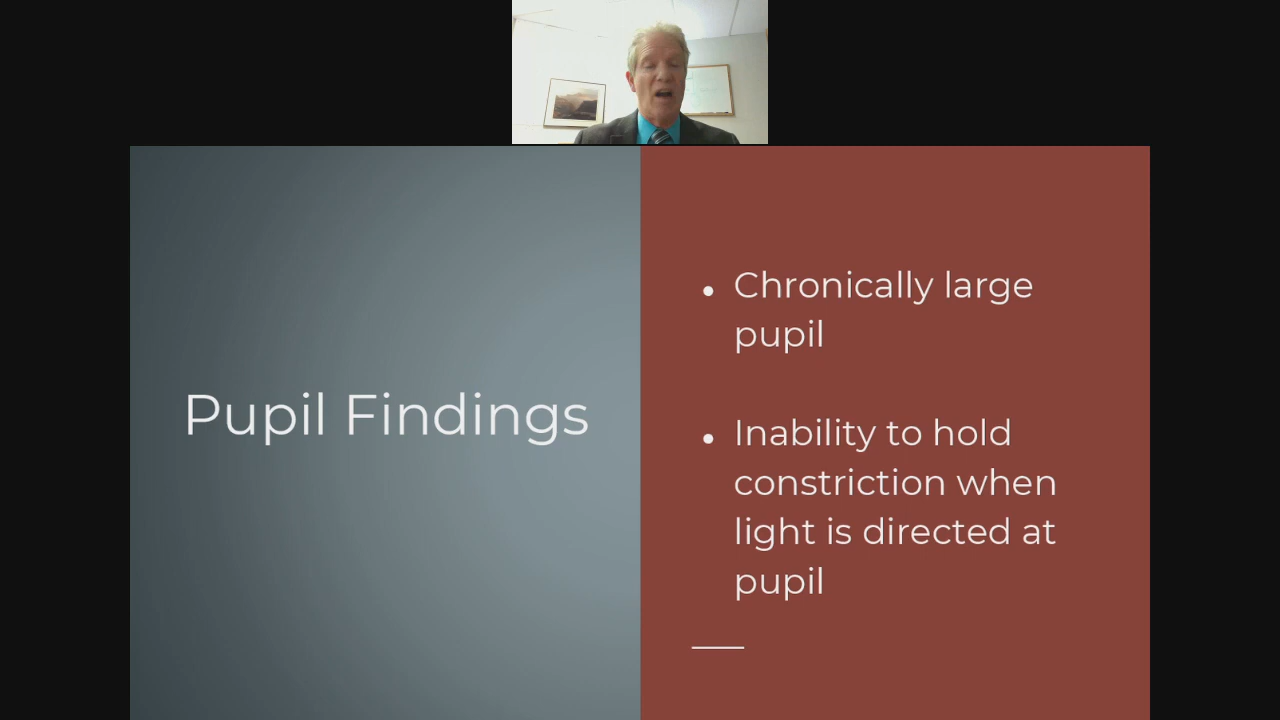 Pupil Findings
• Chronically large
pupil
• Inability to hold
constriction when
light is directed at
pupil